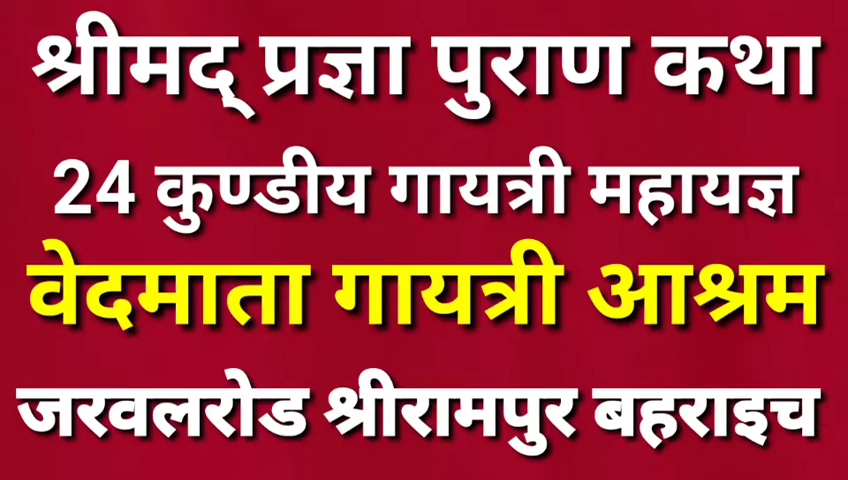 श्रीमद् प्रज्ञा पुराण कथा
24 कुण्डीय गायत्री महायज्ञ
वेदमाता गायत्री आश्रम
जरवलरोड श्रीरामपुर बहराइच